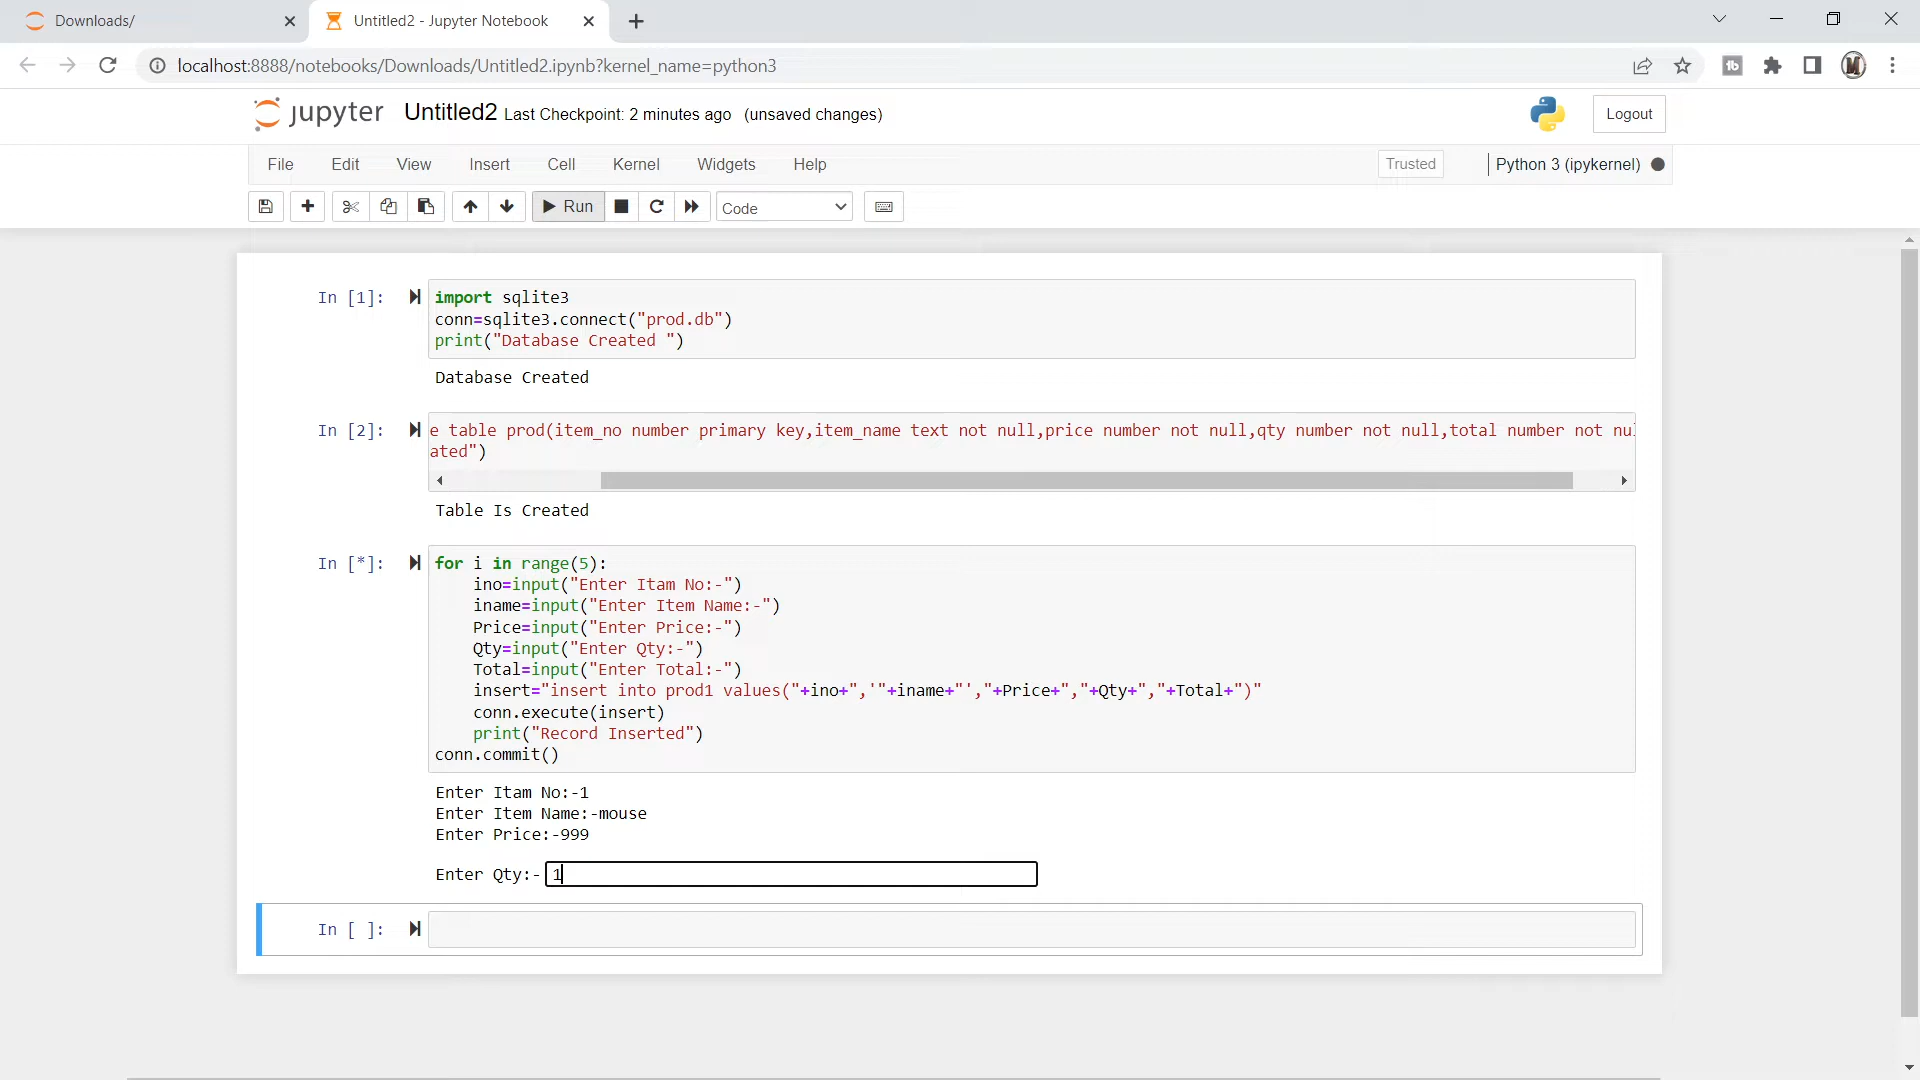 Downloads/
Untitled2 - Jupyter Notebook
localhost:8888/notebooks/Downloads/Untitled2.ipynb?kernel_name=python3
jupyter Untitled2 Last Checkpoint: 2 minutes ago (unsaved changes)
Logout
File Edit View Insert Cell Kernel Widgets Help
Trusted
Python 3 (ipykernel)
Run
Code
In [1]:
import sqlite3
conn=sqlite3.connect("prod.db")
print("Database Created ")
Database Created
In [2]:
e table prod(item_no number primary key,item_name text not null,price number not null,qty number not null,total number not nul
ated")
Table Is Created
In [*]:
for i in range(5):
    ino=input("Enter Itam No:-")
    iname=input("Enter Item Name:-")
    Price=input("Enter Price:-")
    Qty=input("Enter Qty:-")
    Total=input("Enter Total:-")
    insert="insert into prod1 values("+ino+",'"+iname+"',"+Price+","+Qty+","+Total+")"
    conn.execute(insert)
    print("Record Inserted")
conn.commit()
Enter Itam No:-1
Enter Item Name:-mouse
Enter Price:-999
Enter Qty:- 1
In [ ]: